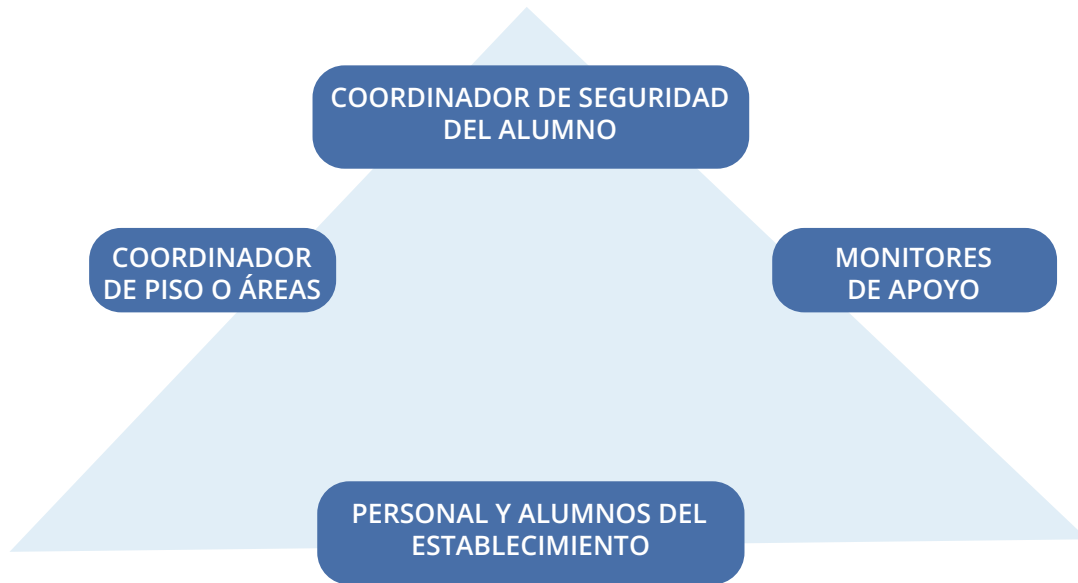 COORDINADOR DE SEGURIDAD
DEL ALUMNO
COORDINADOR
DE PISO O ÁREAS
MONITORES
DE APOYO
PERSONAL Y ALUMNOS DEL
ESTABLECIMIENTO